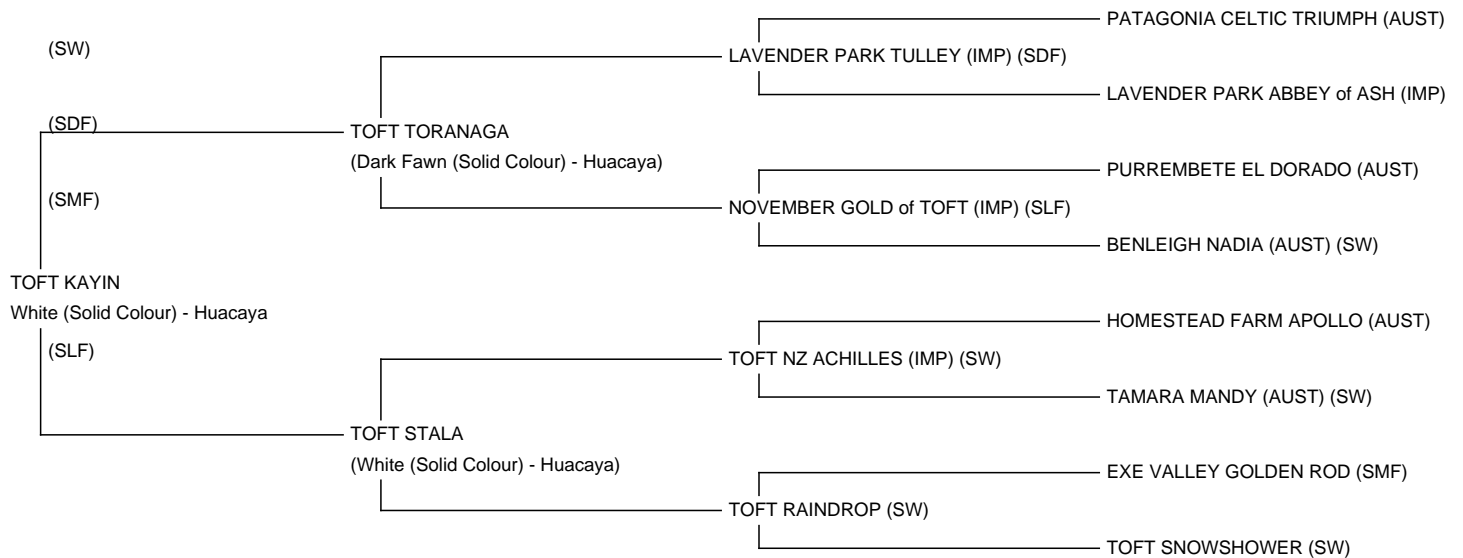 PATAGONIA CELTIC TRIUMPH (AUST)
(SW)
LAVENDER PARK TULLEY (IMP) (SDF)
LAVENDER PARK ABBEY of ASH (IMP)
(SDF)
TOFT TORANAGA
(Dark Fawn (Solid Colour) - Huacaya)
PURREMBETE EL DORADO (AUST)
(SMF)
NOVEMBER GOLD of TOFT (IMP) (SLF)
BENLEIGH NADIA (AUST) (SW)
TOFT KAYIN
White (Solid Colour) - Huacaya
HOMESTEAD FARM APOLLO (AUST)
(SLF)
TOFT NZ ACHILLES (IMP) (SW)
TAMARA MANDY (AUST) (SW)
TOFT STALA
(White (Solid Colour) - Huacaya)
EXE VALLEY GOLDEN ROD (SMF)
TOFT RAINDROP (SW)
TOFT SNOWSHOWER (SW)